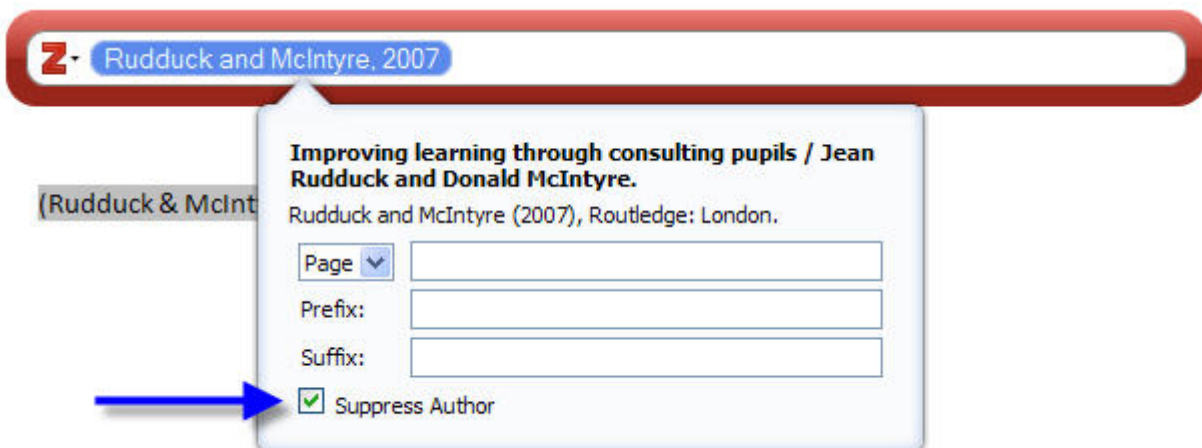 Z Rudduck and McIntyre, 2007
Improving learning through consulting pupils / Jean
Rudduck and Donald McIntyre.
(Rudduck & McInt
Rudduck and McIntyre (2007), Routledge: London.
Page
Prefix:
Suffix:
Suppress Author